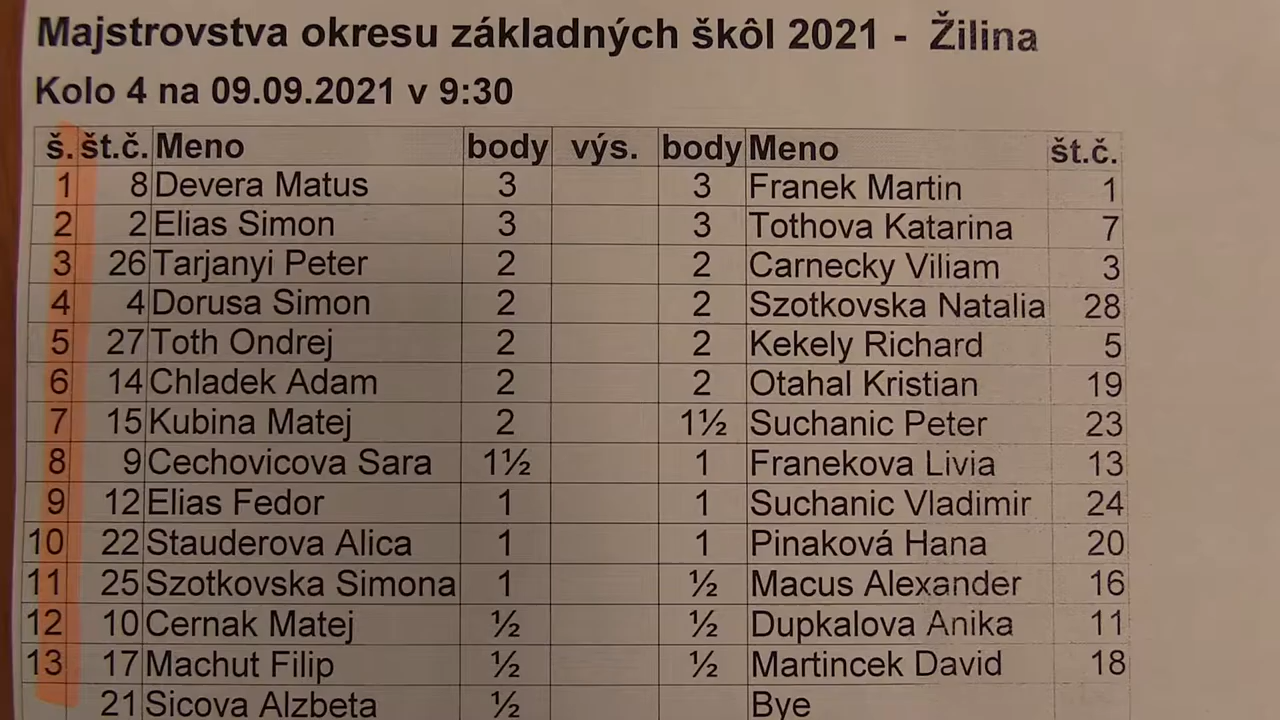 Majstrovstva okresu základných škôl 2021 - Žilina
Kolo 4 na 09.09.2021 v 9:30
š. št.č. Meno body výs. body Meno št.č.
1 8 Devera Matus 3 3 Franek Martin 1
2 2 Elias Simon 3 3 Tothova Katarina 7
3 26 Tarjanyi Peter 2 2 Carnecky Viliam 3
4 4 Dorusa Simon 2 2 Szotkovska Natalia 28
5 27 Toth Ondrej 2 2 Kekely Richard 5
6 14 Chladek Adam 2 2 Otahal Kristian 19
7 15 Kubina Matej 2 1½ Suchanic Peter 23
8 9 Cechovicova Sara 1½ 1 Franekova Livia 13
9 12 Elias Fedor 1 1 Suchanic Vladimir 24
10 22 Stauderova Alica 1 1 Pinaková Hana 20
11 25 Szotkovska Simona 1 ½ Macus Alexander 16
12 10 Cernak Matej ½ ½ Dupkalova Anika 11
13 17 Machut Filip ½ ½ Martincek David 18
21 Sicova Alzbeta ½ Bye